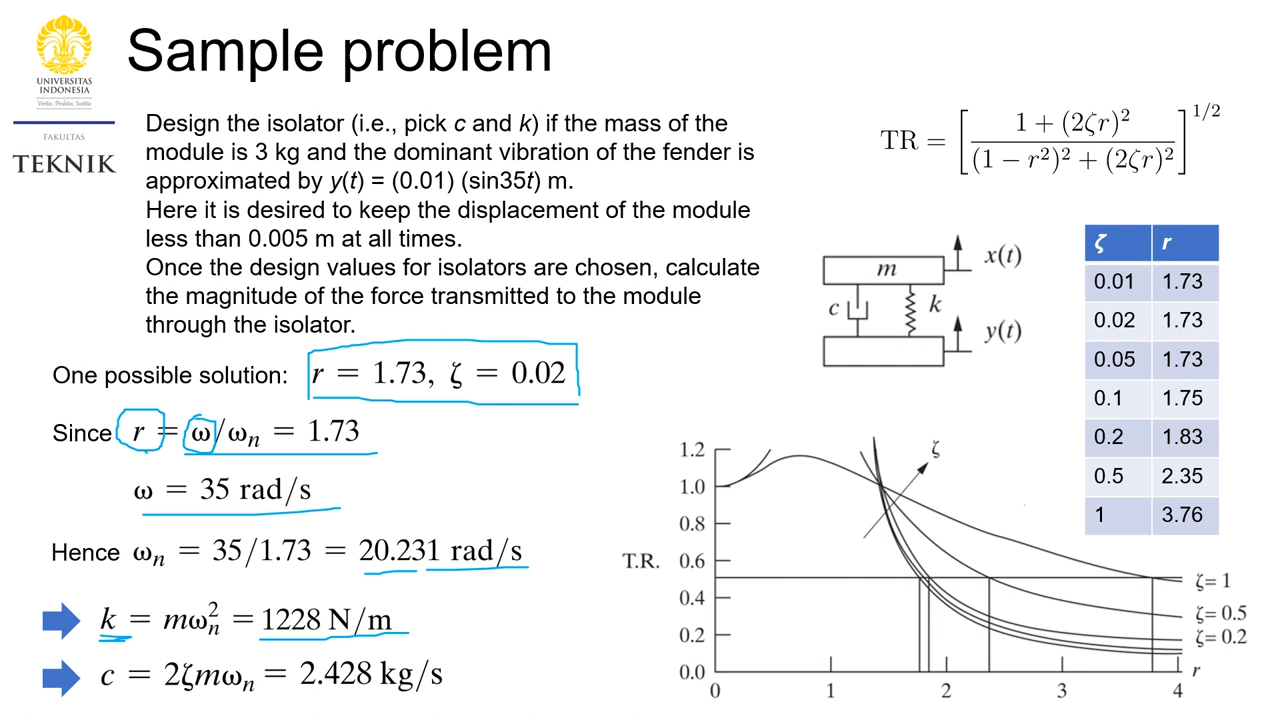 Sample problem
UNIVERSITAS
INDONESIA
Veritas, Probitas, Iustitia
FAKULTAS
TEKNIK
Design the isolator (i.e., pick c and k) if the mass of the
module is 3 kg and the dominant vibration of the fender is
approximated by y(t) = (0.01) (sin35t) m.
Here it is desired to keep the displacement of the module
less than 0.005 m at all times.
Once the design values for isolators are chosen, calculate
the magnitude of the force transmitted to the module
through the isolator.
One possible solution: r = 1.73, ζ = 0.02
Since r = ω/ωn = 1.73
ω = 35 rad/s
Hence ωn = 35/1.73 = 20.231 rad/s
k = mωn² = 1228 N/m
c = 2ζmωn = 2.428 kg/s
TR = [ 1 + (2ζr)² / (1 − r²)² + (2ζr)² ]^1/2
m
x(t)
c
k
y(t)
ζ r
0.01 1.73
0.02 1.73
0.05 1.73
0.1 1.75
0.2 1.83
0.5 2.35
1 3.76
ζ
1.2
1.0
0.8
T.R. 0.6
0.4
0.2
0.0
ζ= 1
ζ= 0.5
ζ= 0.2
r
0 1 2 3 4